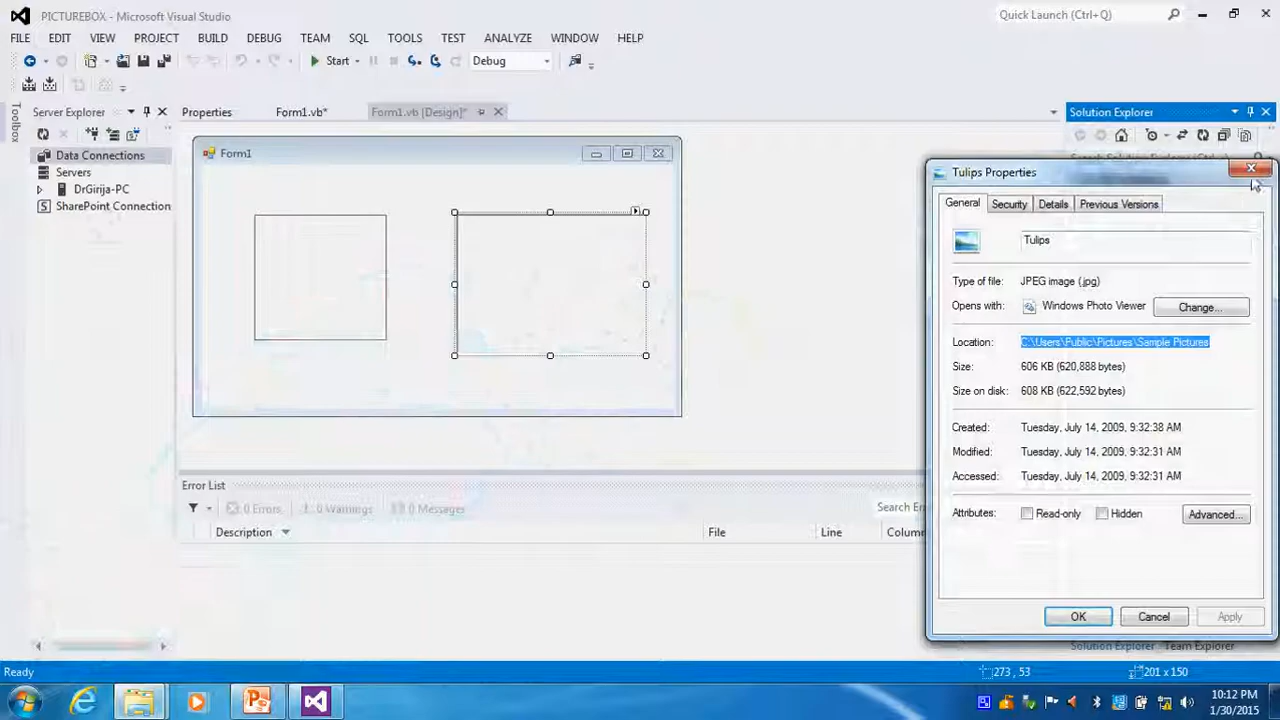 PICTUREBOX - Microsoft Visual Studio
Quick Launch (Ctrl+Q)
FILE EDIT VIEW PROJECT BUILD DEBUG TEAM SQL TOOLS TEST ANALYZE WINDOW HELP
Start Debug
Server Explorer
Properties Form1.vb* Form1.vb [Design]*
Solution Explorer
Toolbox
Data Connections
Servers
DrGirija-PC
SharePoint Connection
Form1
Tulips Properties
General Security Details Previous Versions
Tulips
Type of file: JPEG image (.jpg)
Opens with: Windows Photo Viewer Change...
Location: C:\Users\Public\Pictures\Sample Pictures
Size: 606 KB (620,888 bytes)
Size on disk: 608 KB (622,592 bytes)
Created: Tuesday, July 14, 2009, 9:32:38 AM
Modified: Tuesday, July 14, 2009, 9:32:31 AM
Accessed: Tuesday, July 14, 2009, 9:32:31 AM
Attributes: Read-only Hidden Advanced...
OK Cancel Apply
Error List
0 Errors 0 Warnings 0 Messages Search Err
Description File Line Column
Solution Explorer Team Explorer
Ready 273 , 53 201 x 150
10:12 PM
1/30/2015